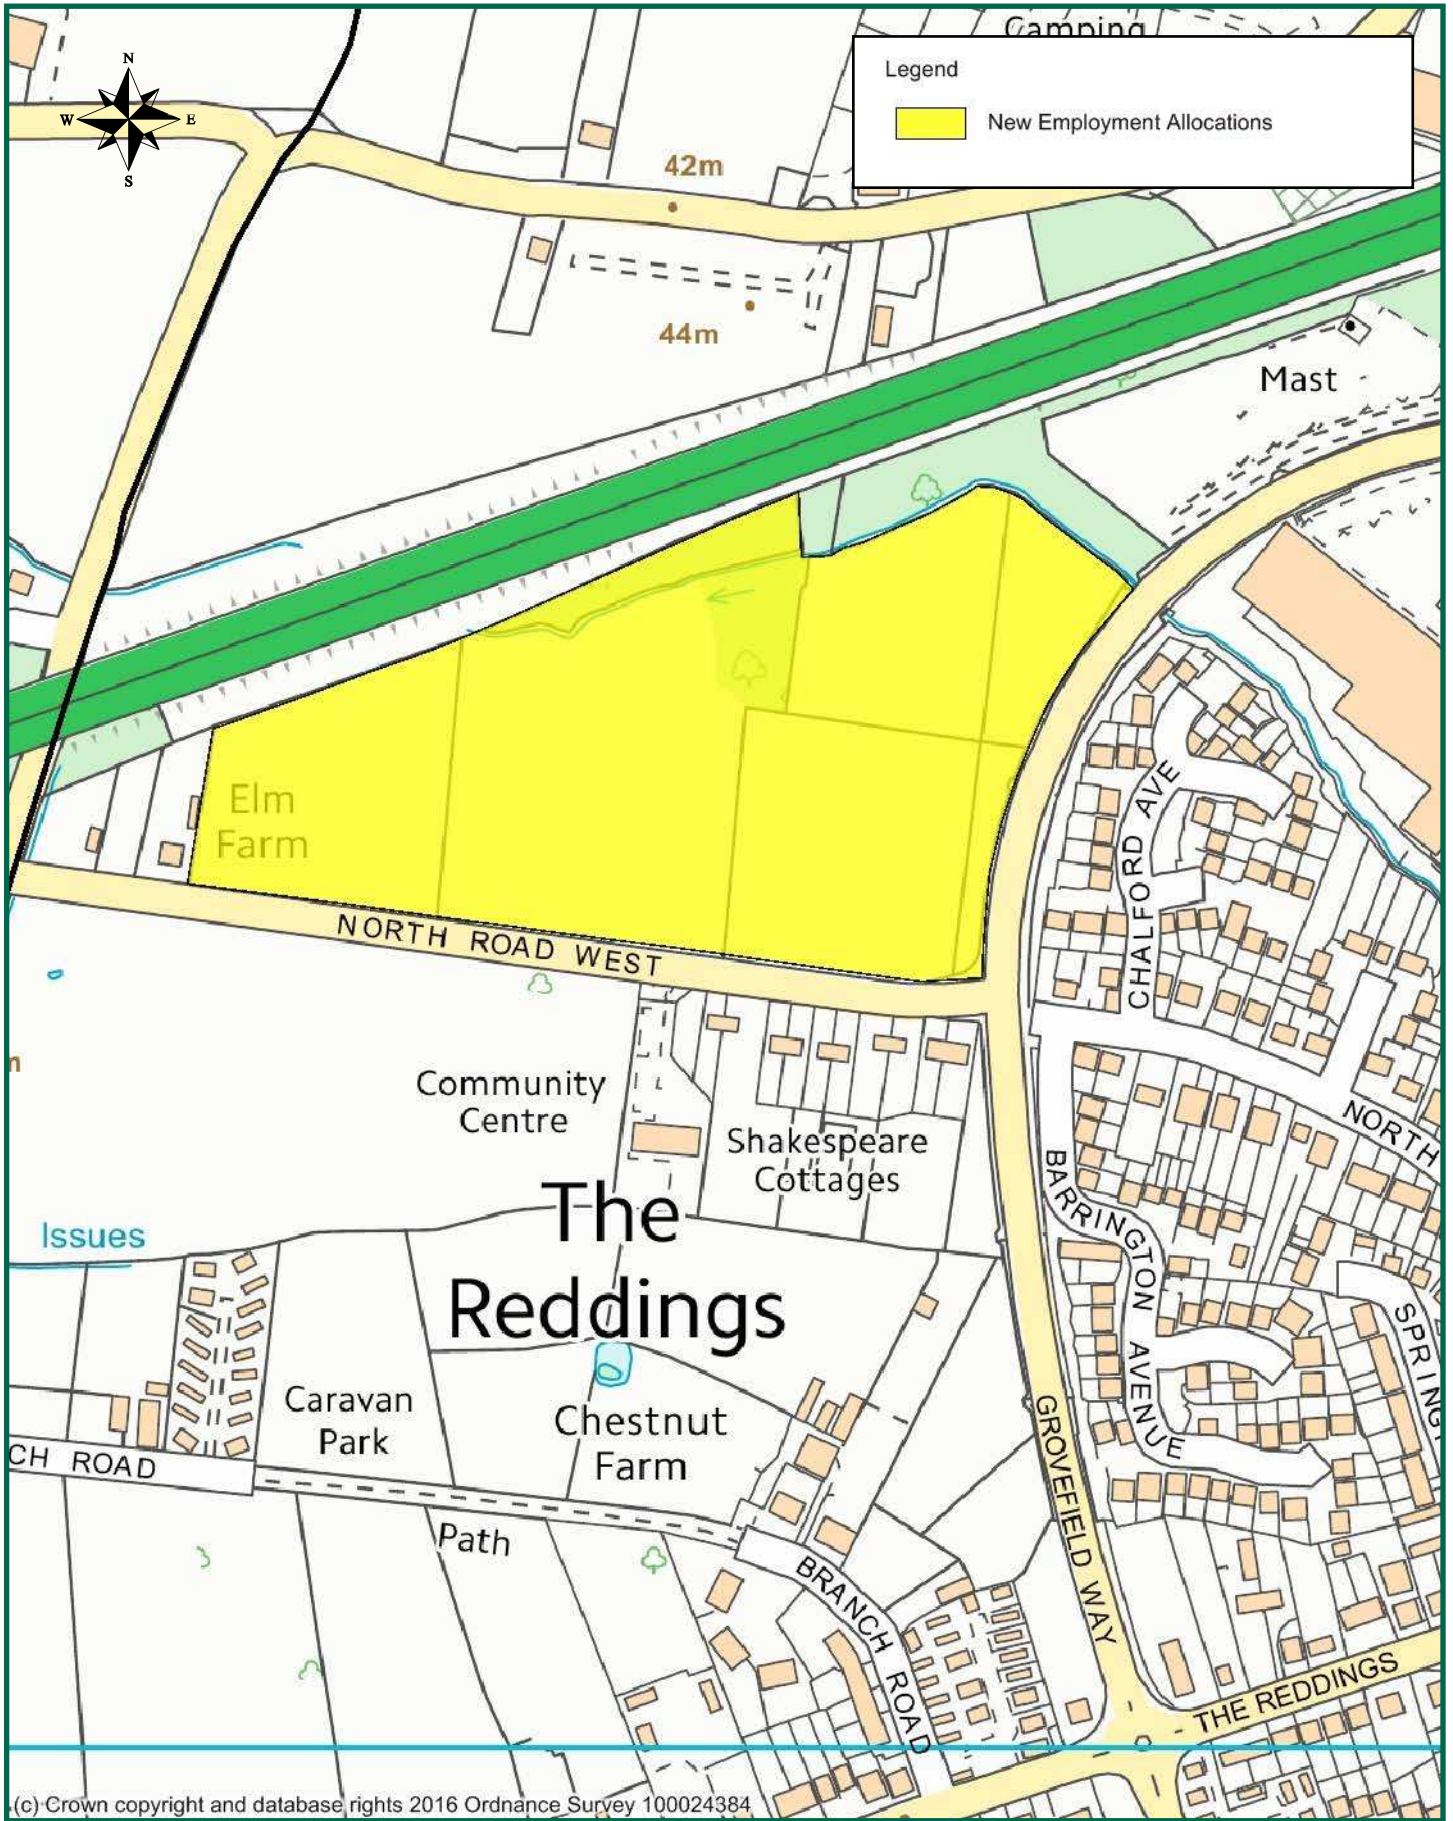 Camping
Legend
New Employment Allocations
N
W
E
S
42m
44m
Mast
Elm
Farm
CHALFORD AVE
NORTH ROAD WEST
m
Community
Centre
Shakespeare
Cottages
NORTH
BARRINGTON AVENUE
The
Reddings
Issues
SPRING
Caravan
Park
Chestnut
Farm
GROVEFIELD WAY
CH ROAD
Path
BRANCH ROAD
THE REDDINGS
(c) Crown copyright and database rights 2016 Ordnance Survey 100024384